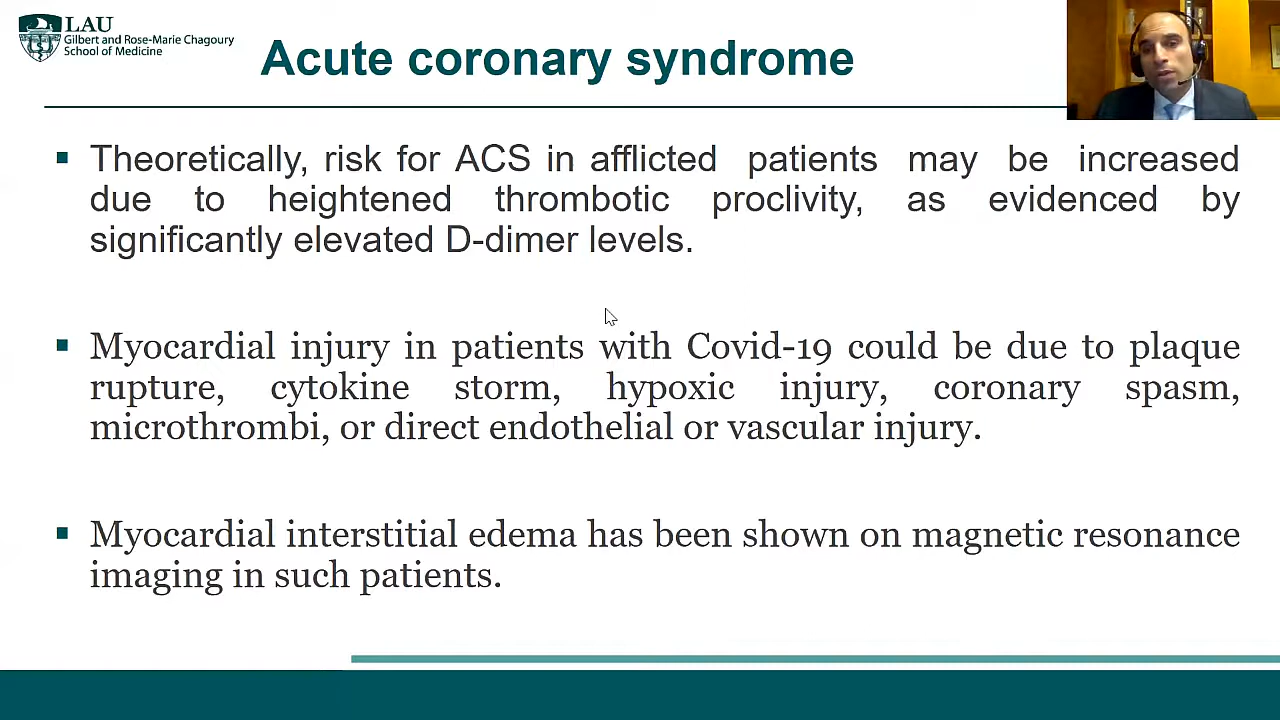 LAU
Gilbert and Rose-Marie Chagoury
School of Medicine
Acute coronary syndrome
Theoretically, risk for ACS in afflicted patients may be increased
due to heightened thrombotic proclivity, as evidenced by
significantly elevated D-dimer levels.
Myocardial injury in patients with Covid-19 could be due to plaque
rupture, cytokine storm, hypoxic injury, coronary spasm,
microthrombi, or direct endothelial or vascular injury.
Myocardial interstitial edema has been shown on magnetic resonance
imaging in such patients.